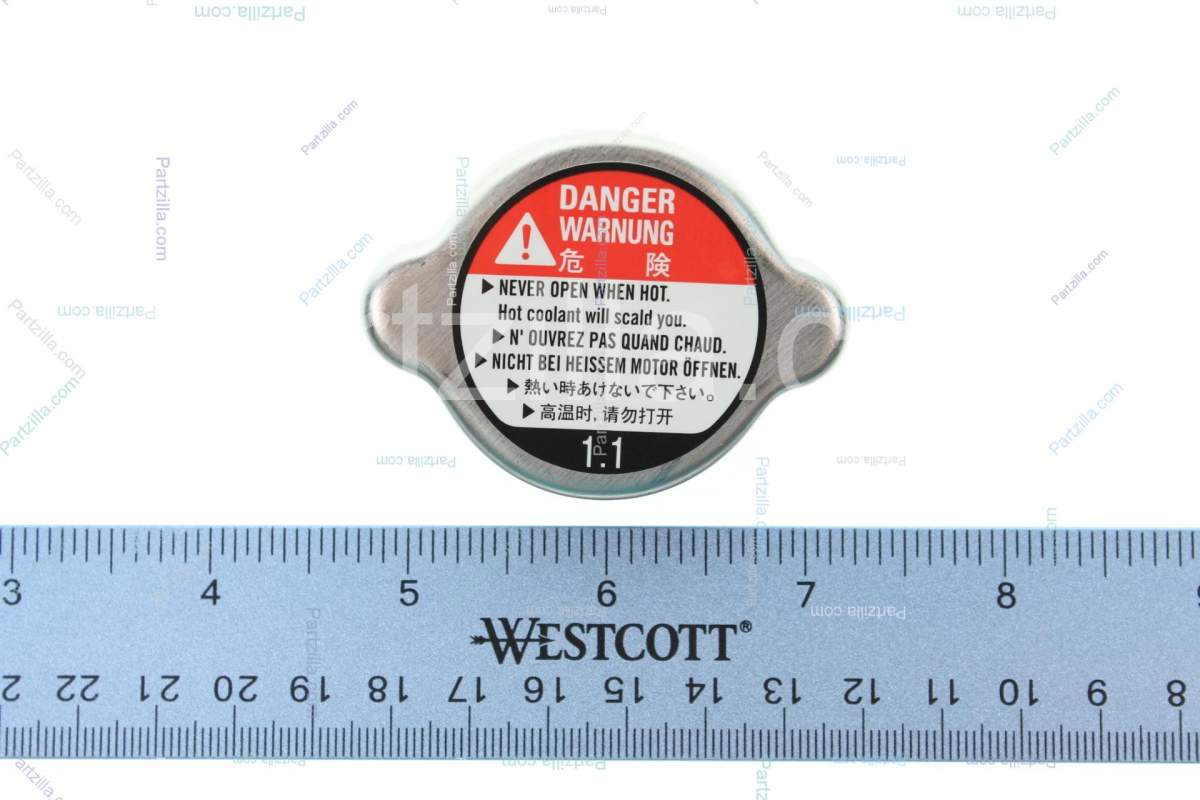 DANGER
WARNUNG
危 険
▶NEVER OPEN WHEN HOT.
Hot coolant will scald you.
▶N' OUVREZ PAS QUAND CHAUD.
▶NICHT BEI HEISSEM MOTOR ÖFFNEN.
▶熱い時あけないで下さい。
▶高温时, 请勿打开
1.1
3 4 5 6 7 8
WESTCOTT®
22 21 20 19 18 17 16 15 14 13 12 11 10 9 8
Partzilla.com